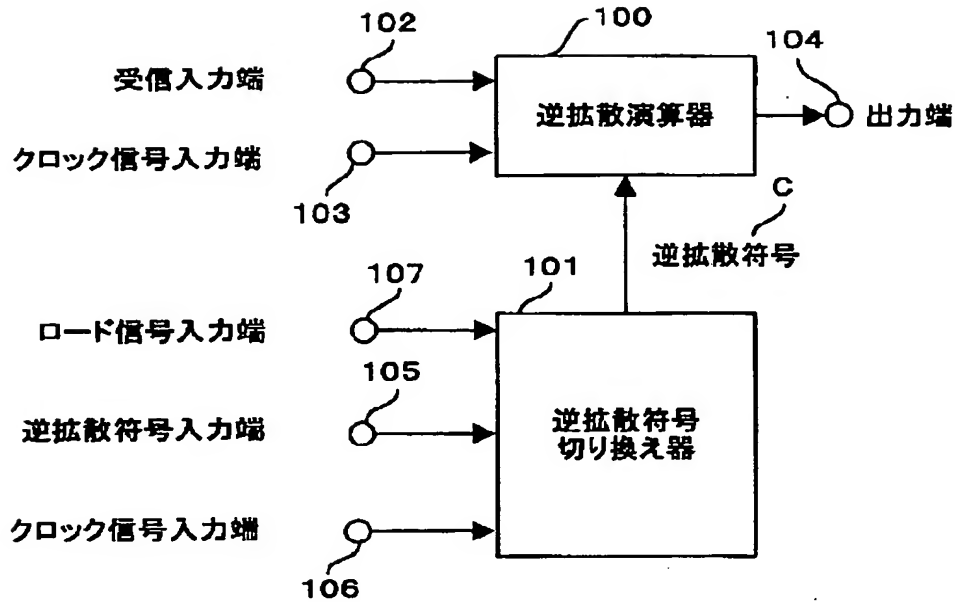 100
102
104
受信入力端
逆拡散演算器
出力端
クロック信号入力端
103
C
逆拡散符号
101
107
ロード信号入力端
105
逆拡散符号入力端
逆拡散符号
切り換え器
クロック信号入力端
106